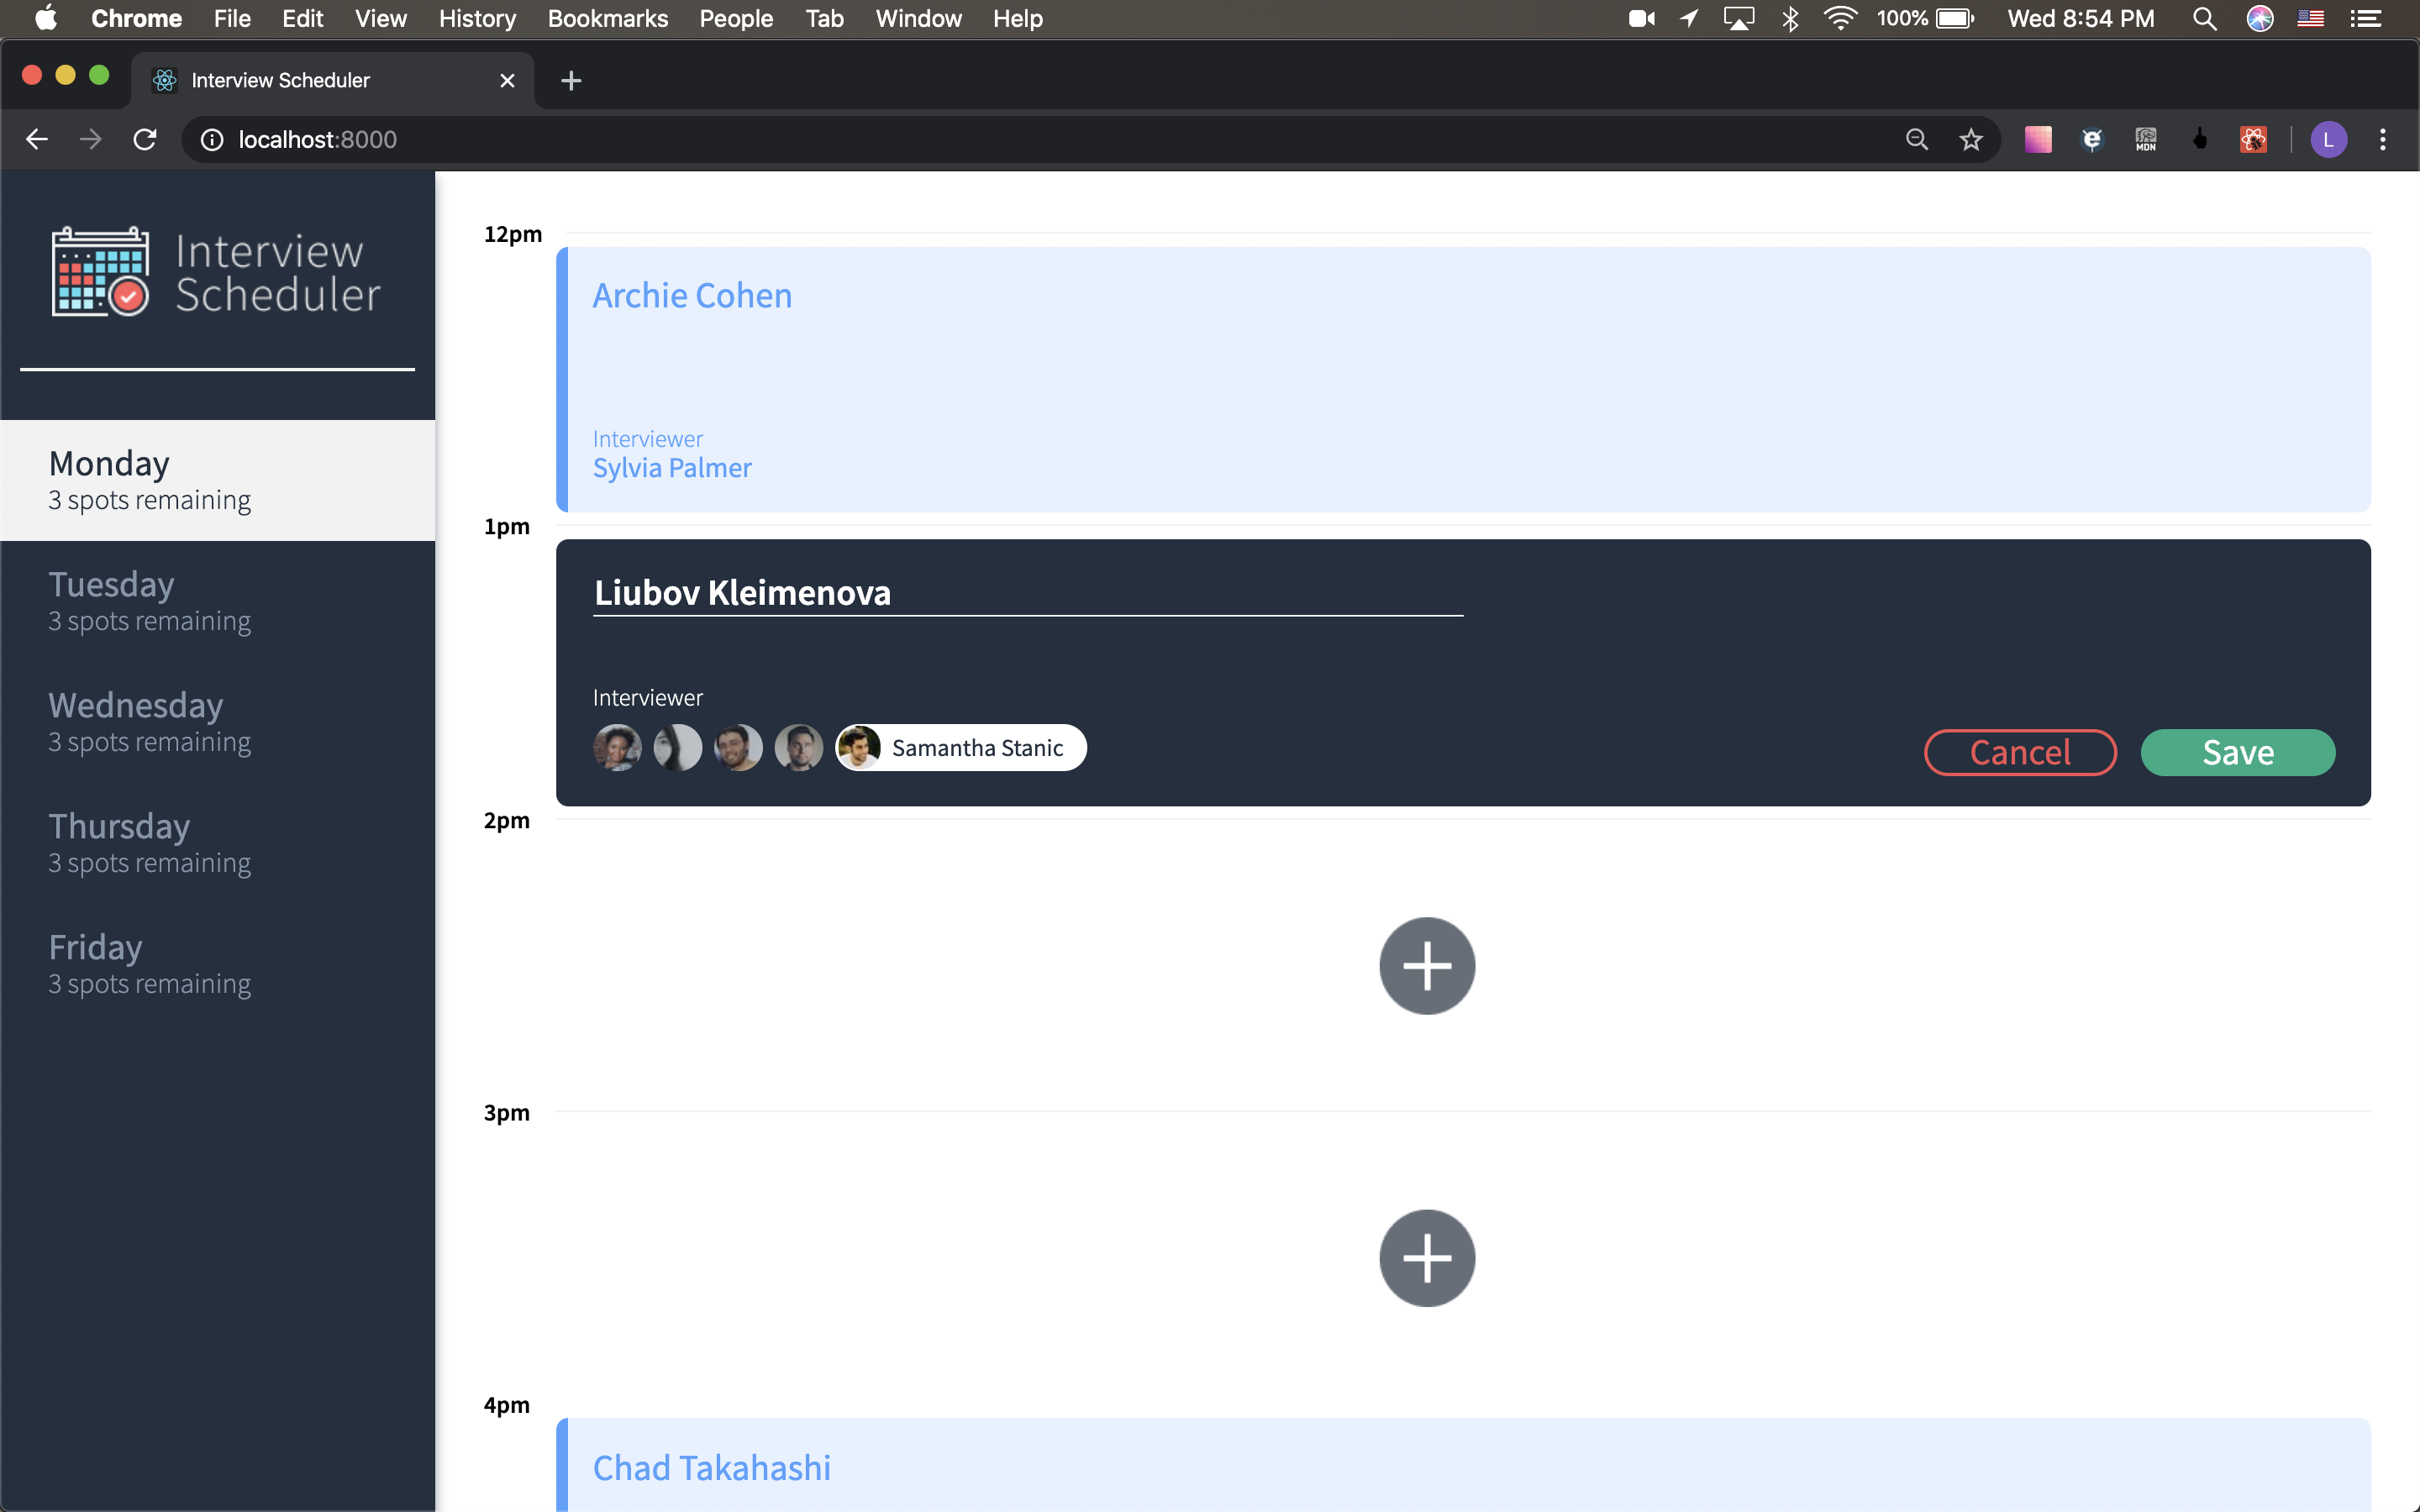 Chrome File Edit View History Bookmarks People Tab Window Help 100% Wed 8:54 PM
Interview Scheduler
localhost:8000
MDN
L
Interview
Scheduler
Monday
3 spots remaining
Tuesday
3 spots remaining
Wednesday
3 spots remaining
Thursday
3 spots remaining
Friday
3 spots remaining
12pm
Archie Cohen
Interviewer
Sylvia Palmer
1pm
Liubov Kleimenova
Interviewer
Samantha Stanic
Cancel Save
2pm
3pm
4pm
Chad Takahashi